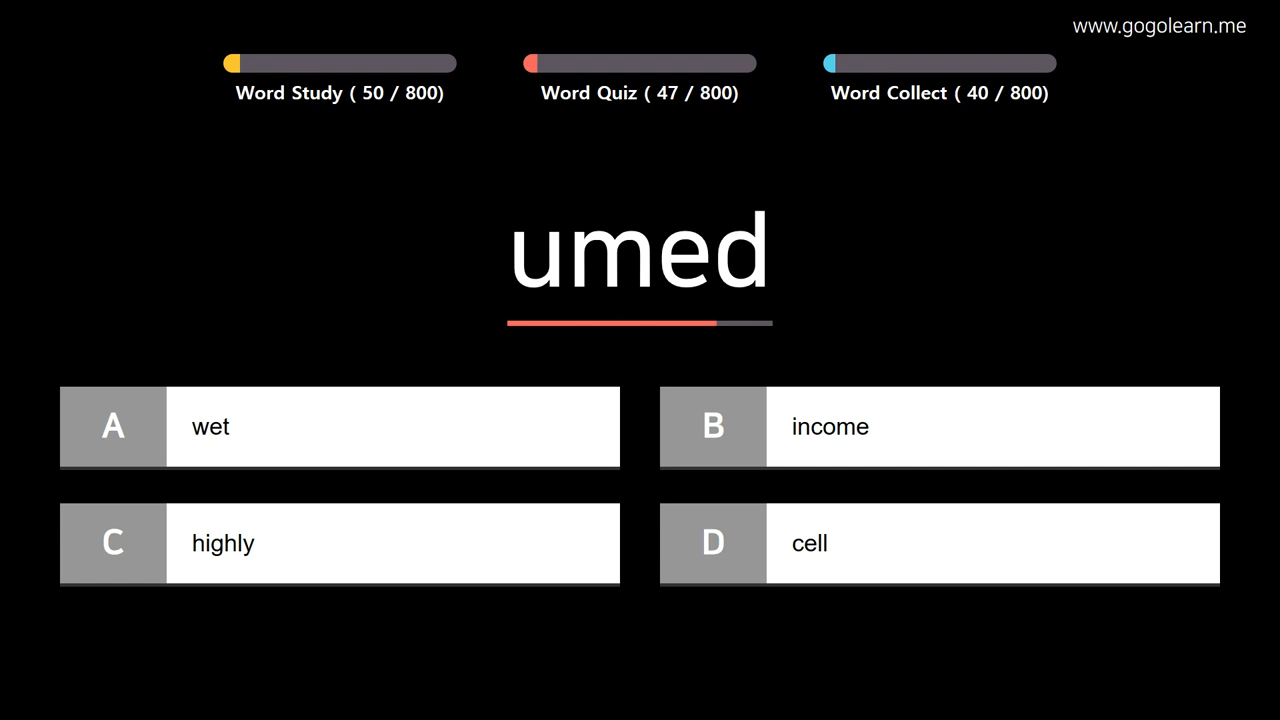 www.gogolearn.me
Word Study ( 50 / 800)
Word Quiz ( 47 / 800)
Word Collect ( 40 / 800)
umed
A wet
B income
C highly
D cell